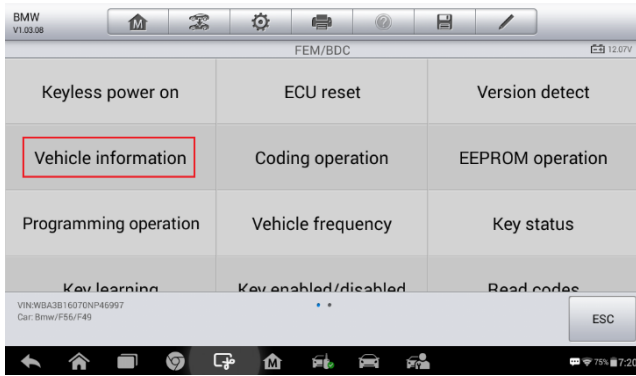 BMW
V1.03.08
FEM/BDC
12.07V
Keyless power on
ECU reset
Version detect
Vehicle information
Coding operation
EEPROM operation
Programming operation
Vehicle frequency
Key status
Key learning
Key enabled/disabled
Read codes
VIN:WBA3B16070NP46997
Car: Bmw/F56/F49
ESC
75%
7:20